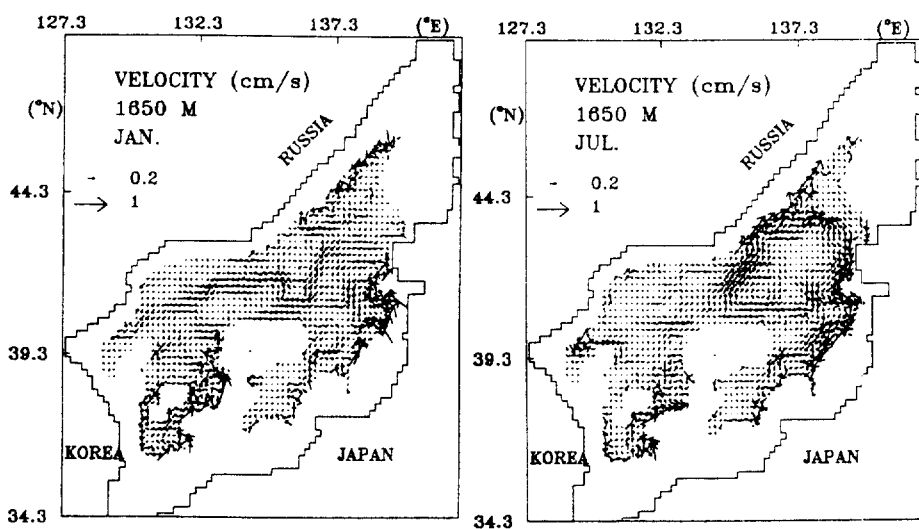 127.3 132.3 137.3 (°E)
VELOCITY (cm/s)
1650 M
JAN.
(°N)
RUSSIA
0.2
1
44.3
39.3
34.3
KOREA
JAPAN
127.3 132.3 137.3 (°E)
VELOCITY (cm/s)
1650 M
JUL.
(°N)
RUSSIA
0.2
1
44.3
39.3
34.3
KOREA
JAPAN